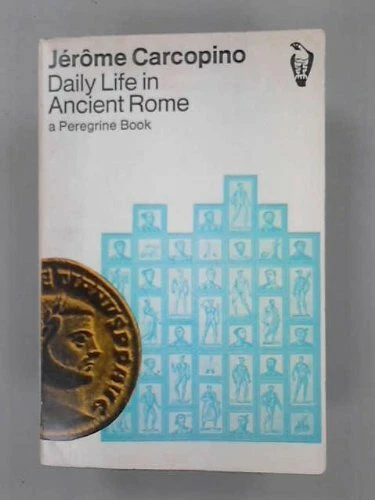 Jérôme Carcopino
Daily Life in
Ancient Rome
a Peregrine Book